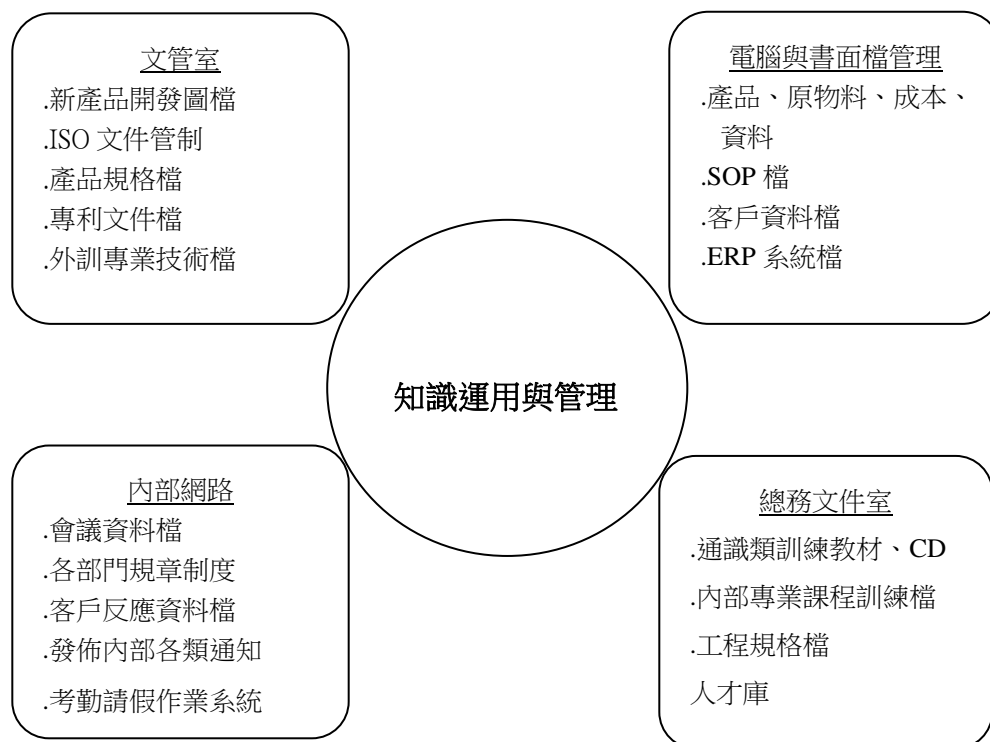 文管室
.新產品開發圖檔
.ISO 文件管制
.產品規格檔
.專利文件檔
.外訓專業技術檔
電腦與書面檔管理
.產品、原物料、成本、
資料
.SOP 檔
.客戶資料檔
.ERP 系統檔
知識運用與管理
內部網路
.會議資料檔
.各部門規章制度
.客戶反應資料檔
.發佈內部各類通知
.考勤請假作業系統
總務文件室
.通識類訓練教材、CD
.內部專業課程訓練檔
.工程規格檔
人才庫